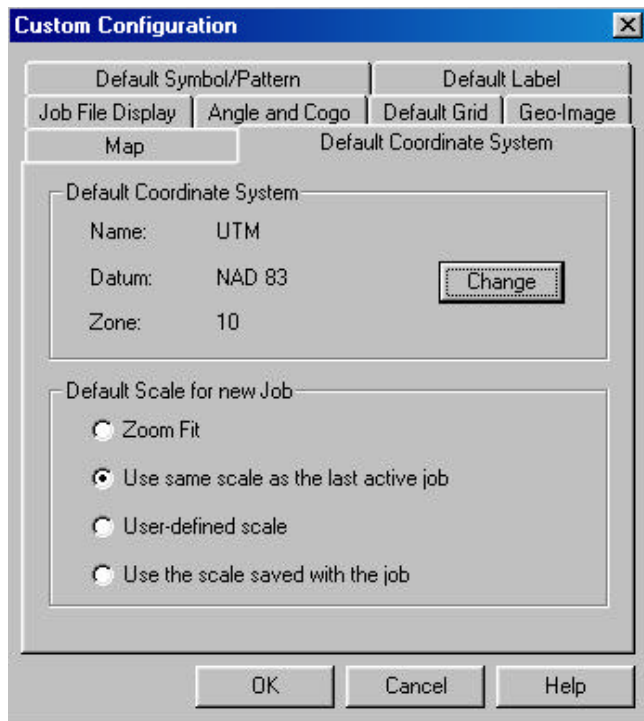 Custom Configuration
Default Symbol/Pattern Default Label
Job File Display Angle and Cogo Default Grid Geo-Image
Map Default Coordinate System
Default Coordinate System
Name: UTM
Datum: NAD 83
Change
Zone: 10
Default Scale for new Job
Zoom Fit
Use same scale as the last active job
User-defined scale
Use the scale saved with the job
OK Cancel Help